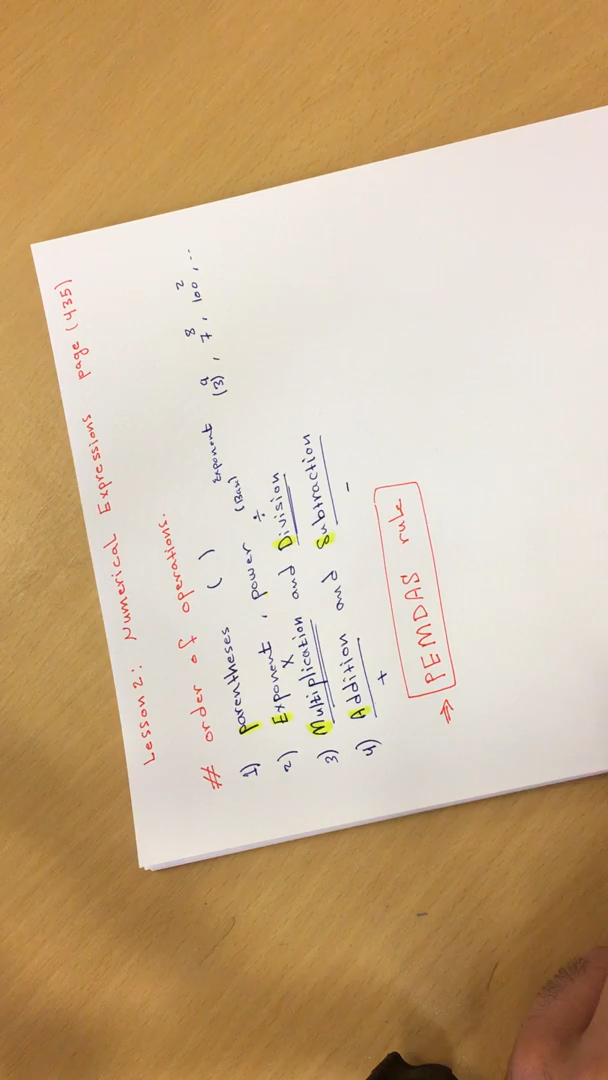 Lesson 2: Numerical Expressions page (435)
# order of operations.
1) parentheses ( )
2) Exponent, power (Base)^Exponent (3)^9, 7^8, 100^2, ...
× ÷
3) Multiplication and Division
4) Addition and Subtraction
+ -
⇒ PEMDAS rule